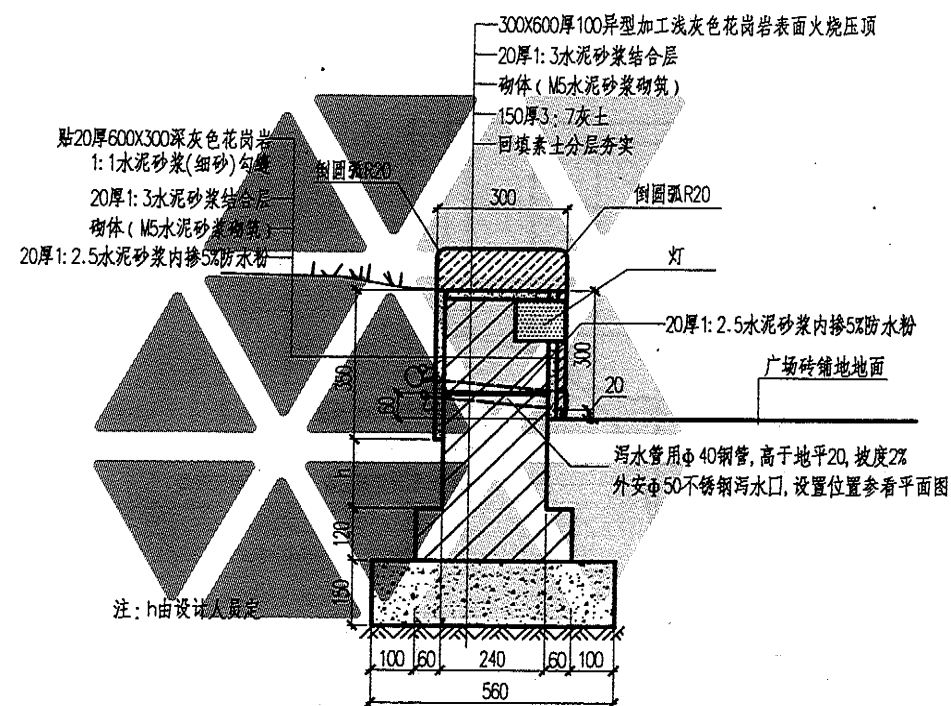 300X600厚100异型加工浅灰色花岗岩表面火烧压顶
20厚1:3水泥砂浆结合层
砌体(M5水泥砂浆砌筑)
150厚3:7灰土
回填素土分层夯实
贴20厚600X300深灰色花岗岩
1:1水泥砂浆(细砂)勾缝
20厚1:3水泥砂浆结合层
砌体(M5水泥砂浆砌筑)
20厚1:2.5水泥砂浆内掺5%防水粉
倒圆弧R20
300
倒圆弧R20
灯
20厚1:2.5水泥砂浆内掺5%防水粉
300
广场砖铺地地面
20
泻水管用φ40钢管,高于地平20,坡度2%
外安φ50不锈钢泻水口,设置位置参看平面图
120
150
注:h由设计人员定
100 60 240 60 100
560